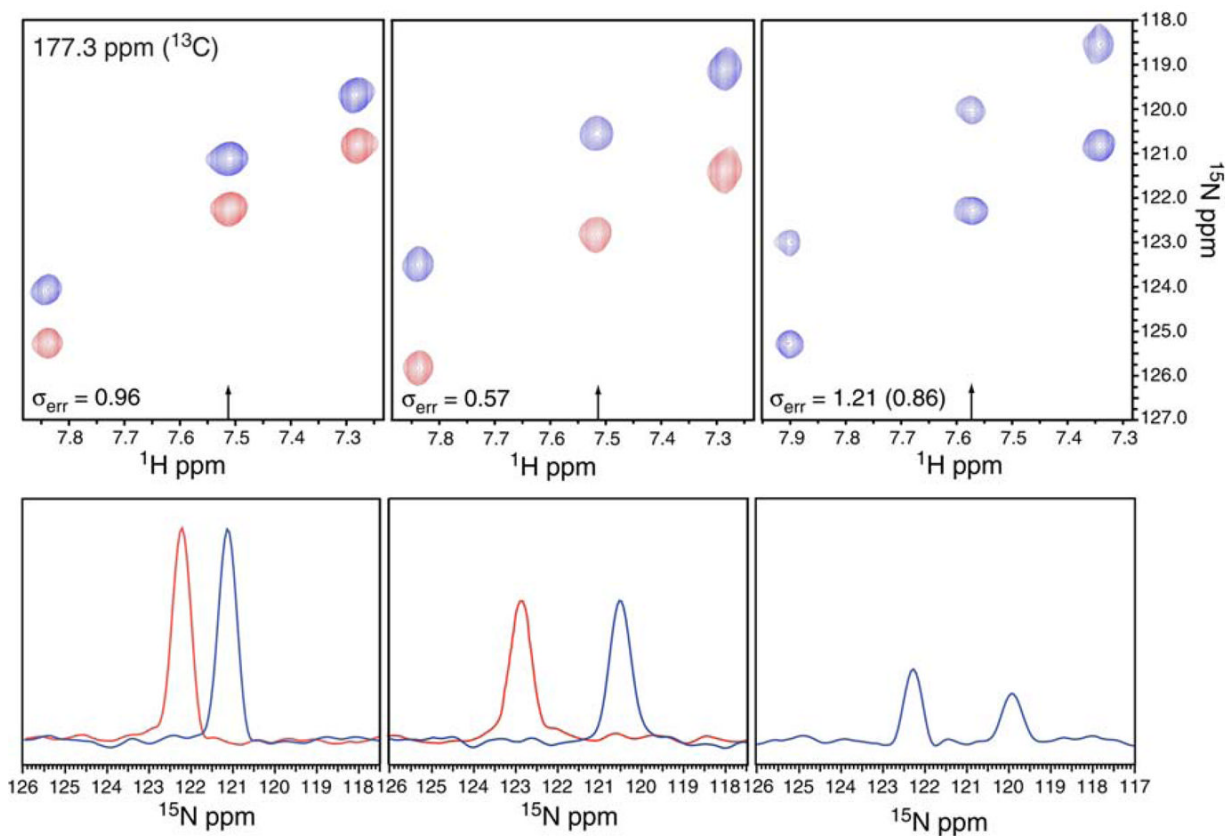 177.3 ppm (¹³C)
σerr = 0.96
7.8 7.7 7.6 7.5 7.4 7.3
¹H ppm
σerr = 0.57
7.8 7.7 7.6 7.5 7.4 7.3
¹H ppm
σerr = 1.21 (0.86)
7.9 7.8 7.7 7.6 7.5 7.4 7.3
¹H ppm
118.0
119.0
120.0
121.0
122.0
123.0
124.0
125.0
126.0
127.0
¹⁵N ppm
126 125 124 123 122 121 120 119 118
¹⁵N ppm
126 125 124 123 122 121 120 119 118
¹⁵N ppm
125 124 123 122 121 120 119 118 117
¹⁵N ppm